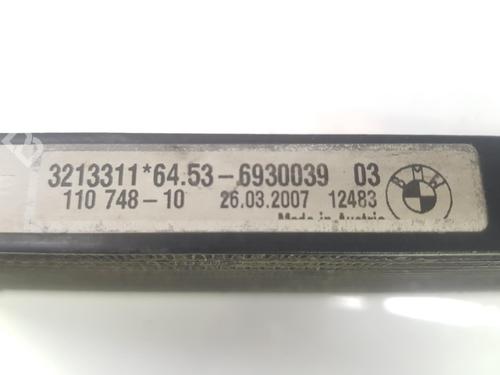 3213311*64.53-6930039 03
110 748-10 26.03.2007 12483
Made in Austria
BMW